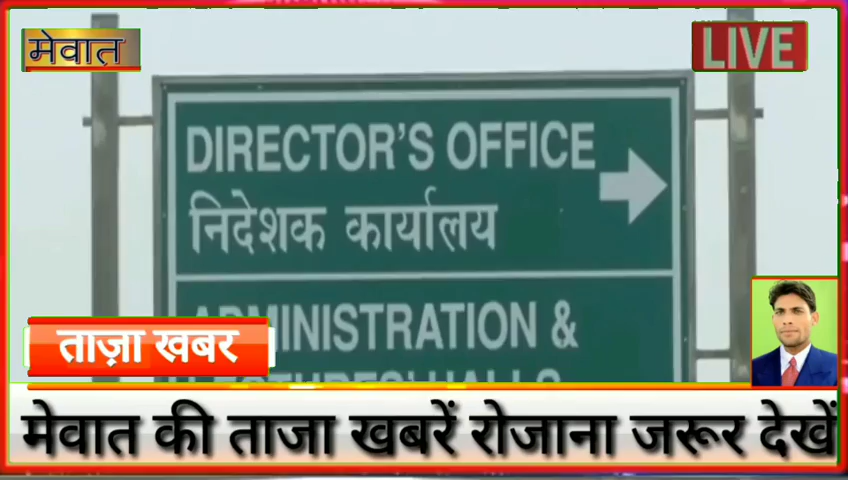 मेवात
LIVE
DIRECTOR'S OFFICE
निदेशक कार्यालय
ADMINISTRATION &
ताज़ा खबर
मेवात की ताजा खबरें रोजाना जरूर देखें